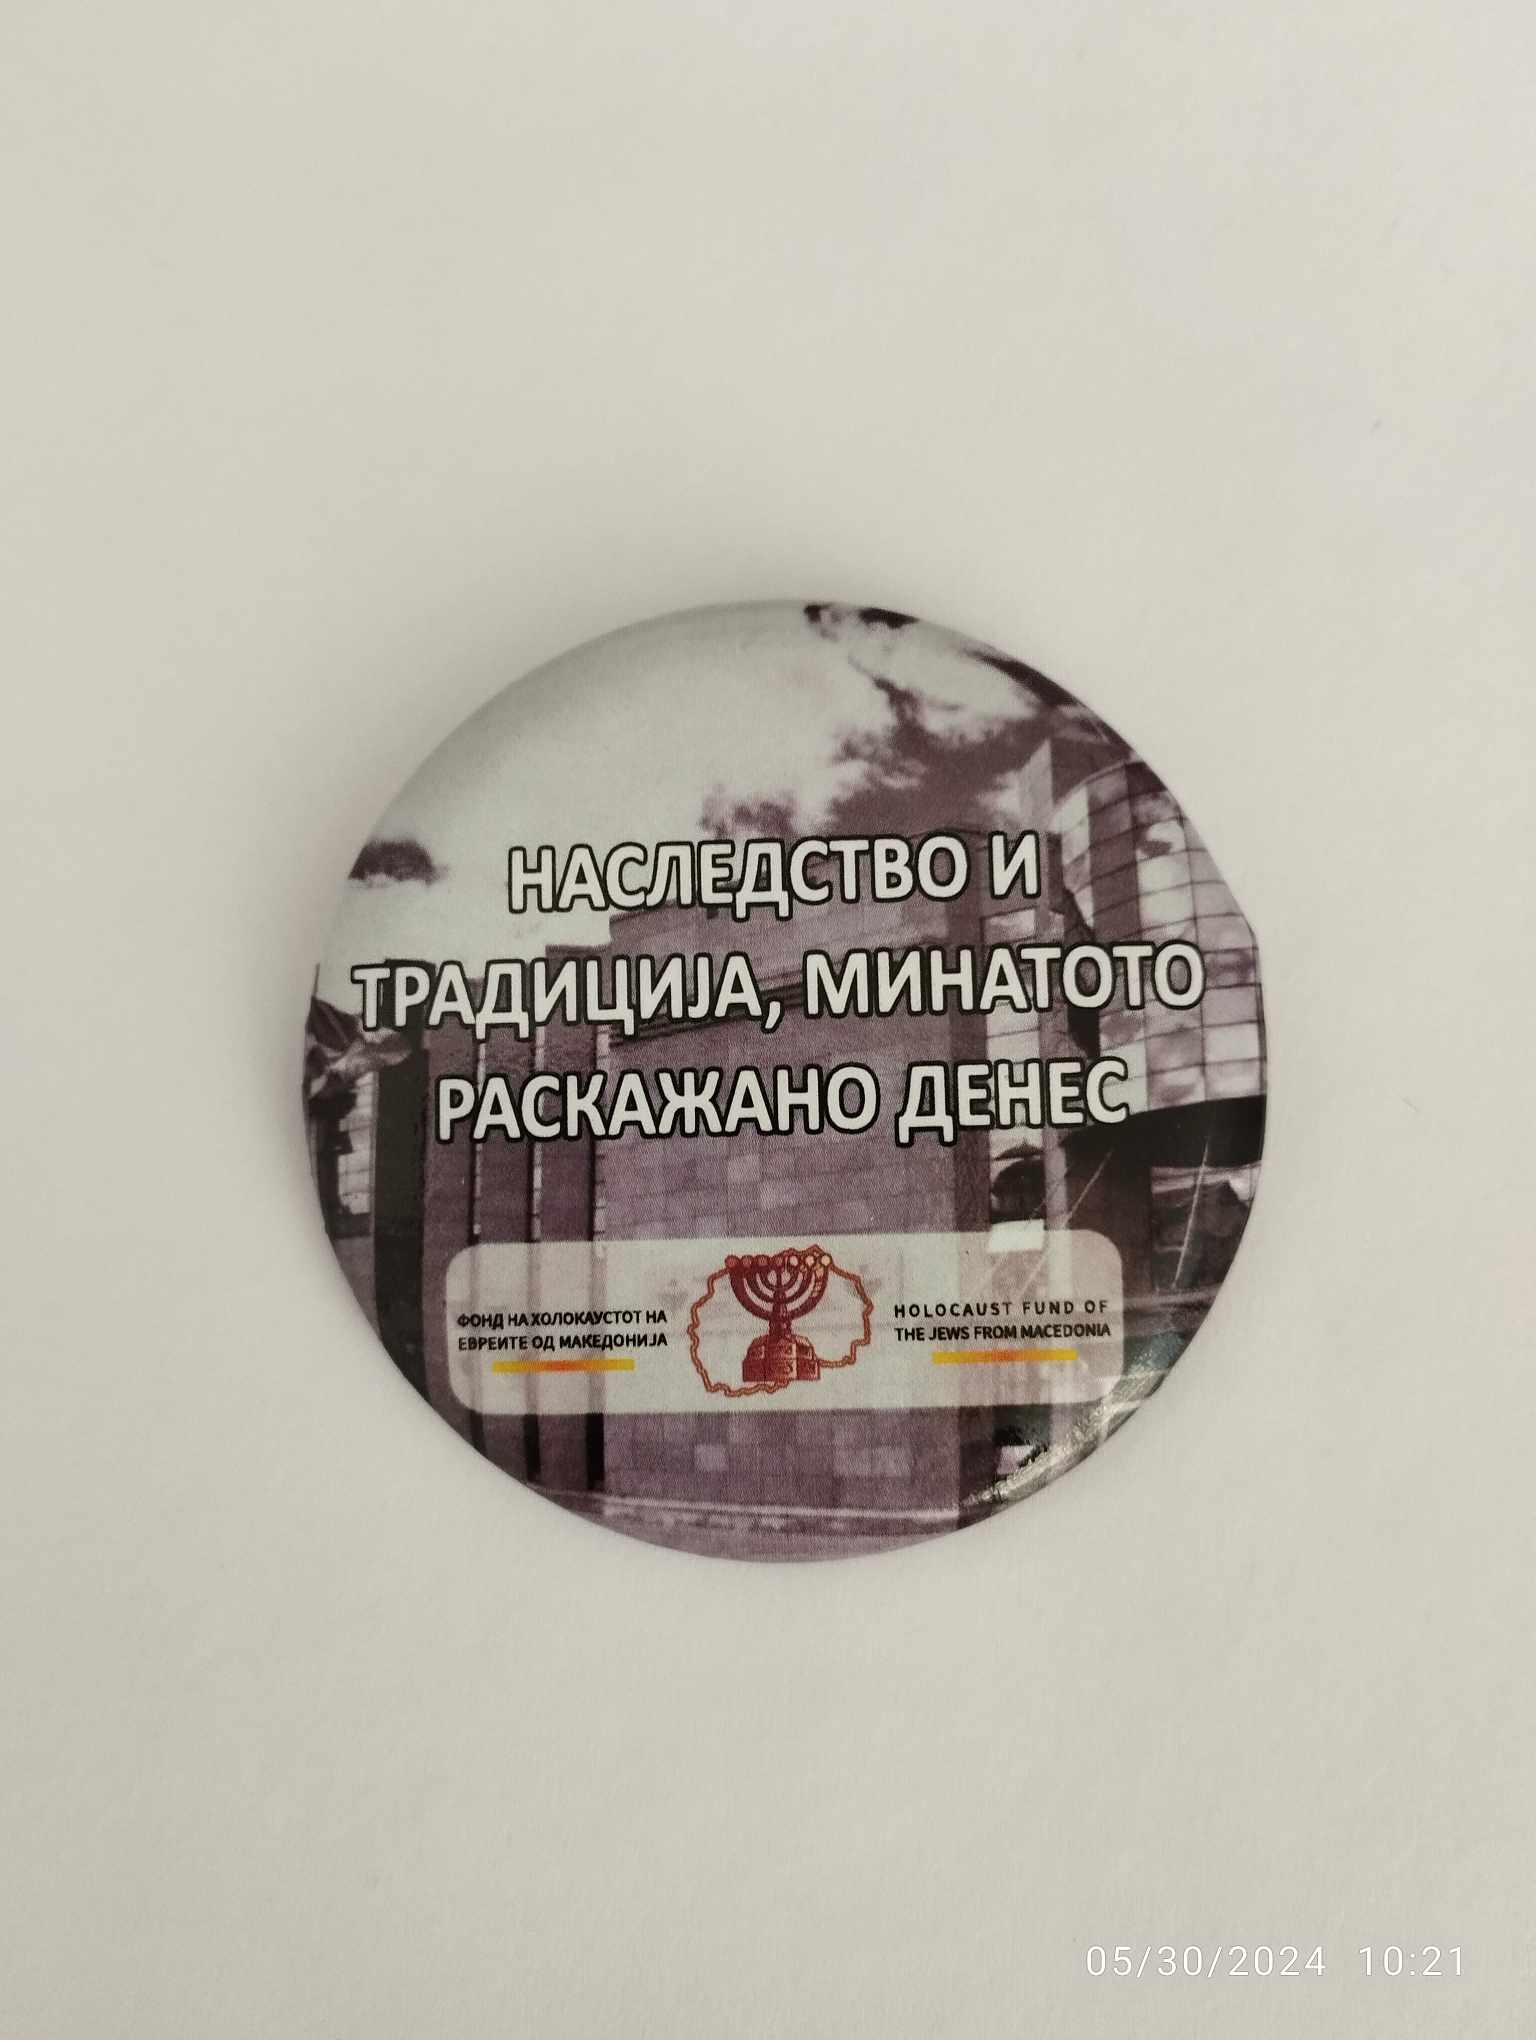 НАСЛЕДСТВО И
ТРАДИЦИЈА, МИНАТОТО
РАСКАЖАНО ДЕНЕС
ФОНД НА ХОЛОКАУСТОТ НА
ЕВРЕИТЕ ОД МАКЕДОНИЈА
HOLOCAUST FUND OF
THE JEWS FROM MACEDONIA
05/30/2024 10:21